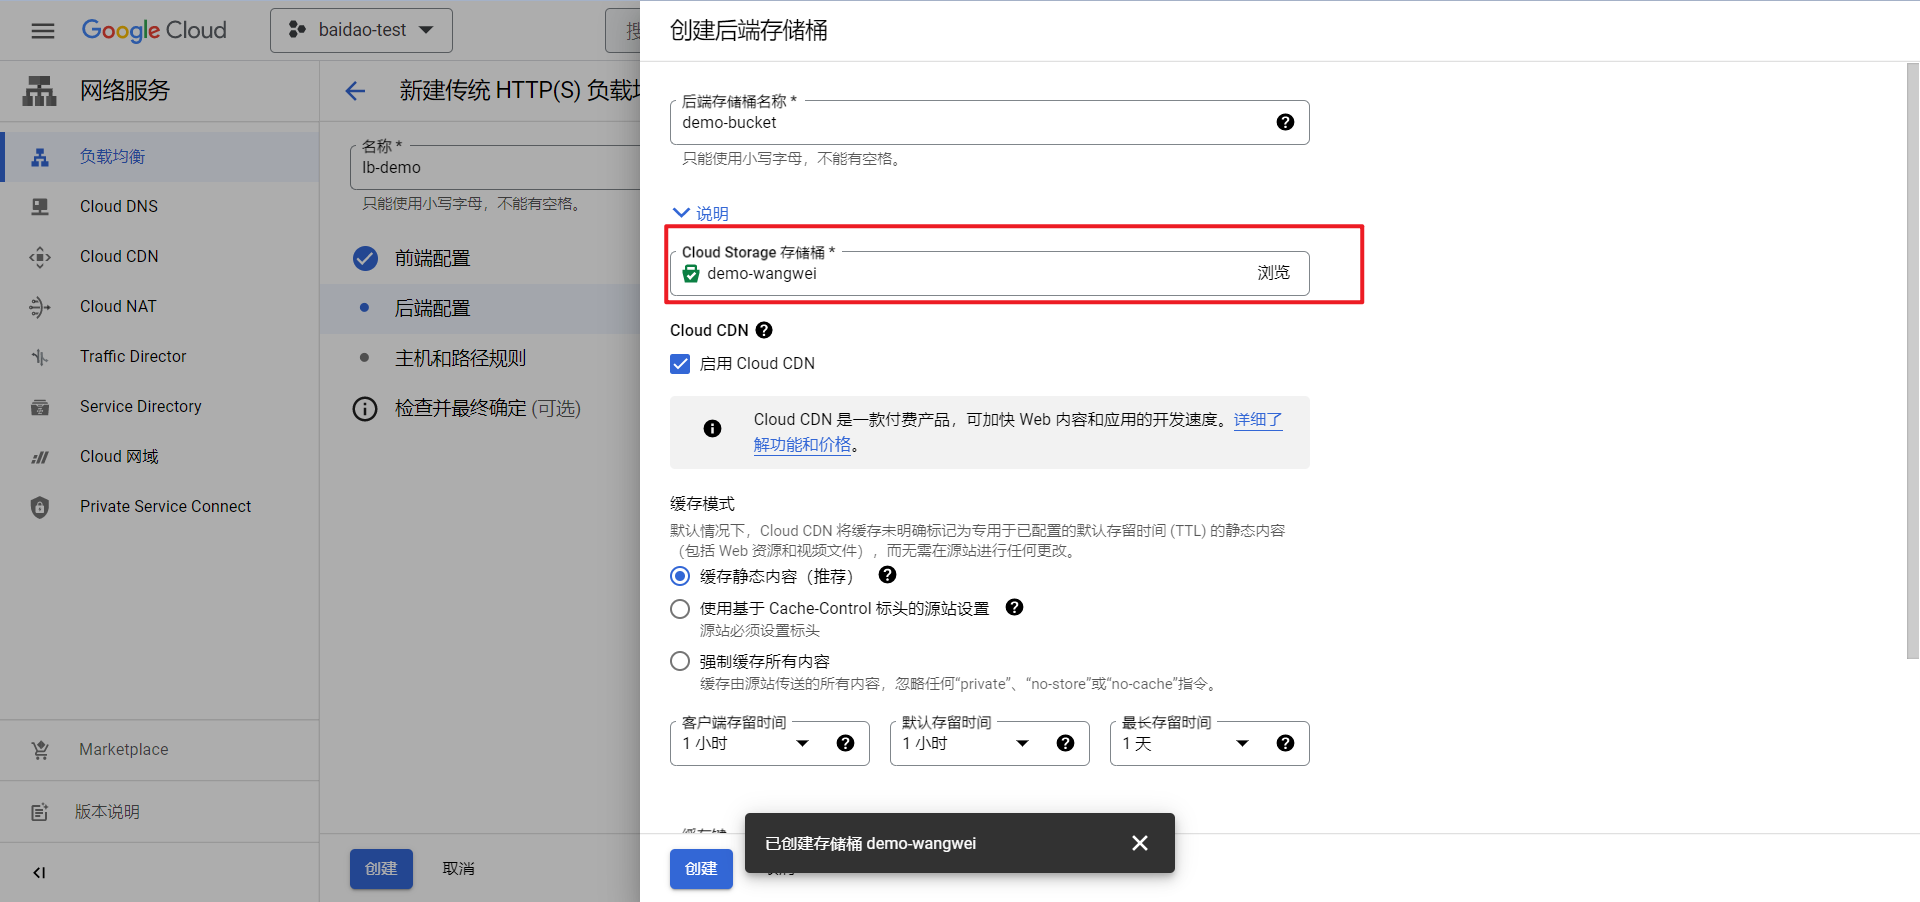 Google Cloud
baidao-test
搜
网络服务
负载均衡
Cloud DNS
Cloud CDN
Cloud NAT
Traffic Director
Service Directory
Cloud 网域
Private Service Connect
Marketplace
版本说明
新建传统 HTTP(S) 负载均
名称 *
lb-demo
只能使用小写字母，不能有空格。
前端配置
后端配置
主机和路径规则
检查并最终确定 (可选)
创建 取消
创建后端存储桶
后端存储桶名称 *
demo-bucket
只能使用小写字母，不能有空格。
说明
Cloud Storage 存储桶 *
demo-wangwei 浏览
Cloud CDN
启用 Cloud CDN
Cloud CDN 是一款付费产品，可加快 Web 内容和应用的开发速度。详细了
解功能和价格。
缓存模式
默认情况下，Cloud CDN 将缓存未明确标记为专用于已配置的默认存留时间 (TTL) 的静态内容
（包括 Web 资源和视频文件），而无需在源站进行任何更改。
缓存静态内容（推荐）
使用基于 Cache-Control 标头的源站设置
源站必须设置标头
强制缓存所有内容
缓存由源站传送的所有内容，忽略任何“private”、“no-store”或“no-cache”指令。
客户端存留时间 默认存留时间 最长存留时间
1 小时 1 小时 1 天
缓存键
已创建存储桶 demo-wangwei
创建 取消